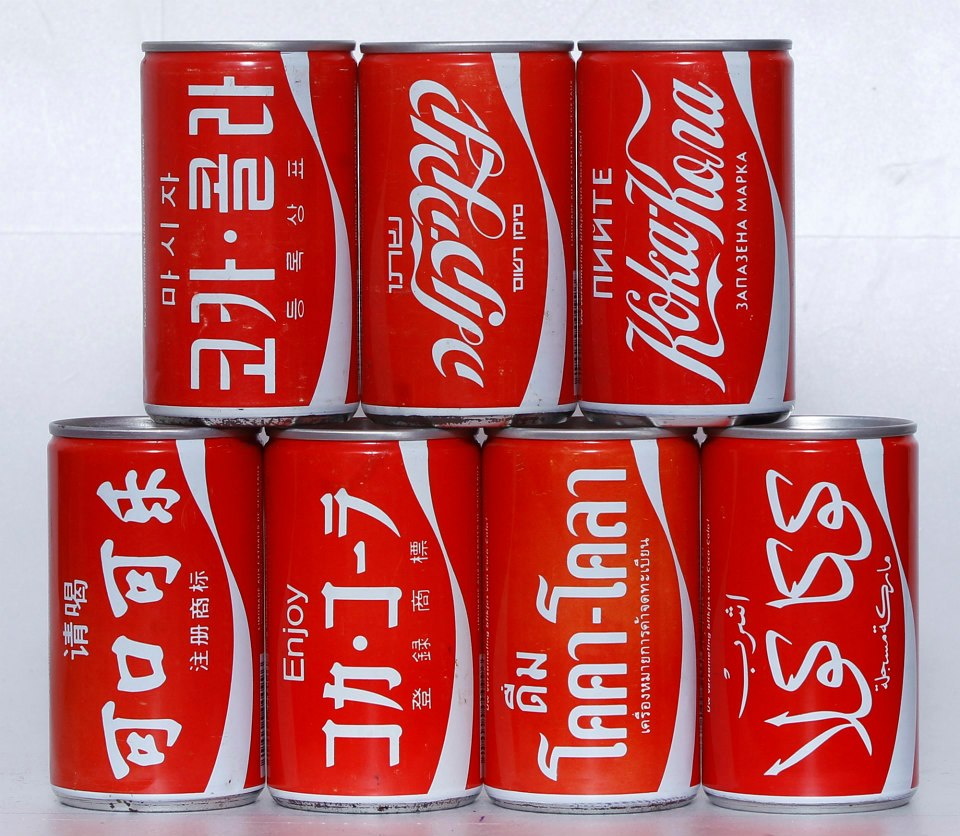 마시자
코카·콜라
등록상표
נשתה
קוקה קולה
סימן רשום
ПИЙТЕ
Кока-Кола
ЗАПАЗЕНА МАРКА
请喝
可口可乐
注册商标
Enjoy
コカ·コーラ
登録商標
ดื่ม
โคคา-โคลา
เครื่องหมายการค้าจดทะเบียน
اشرب
كوكا كولا
ماركة مسجلة